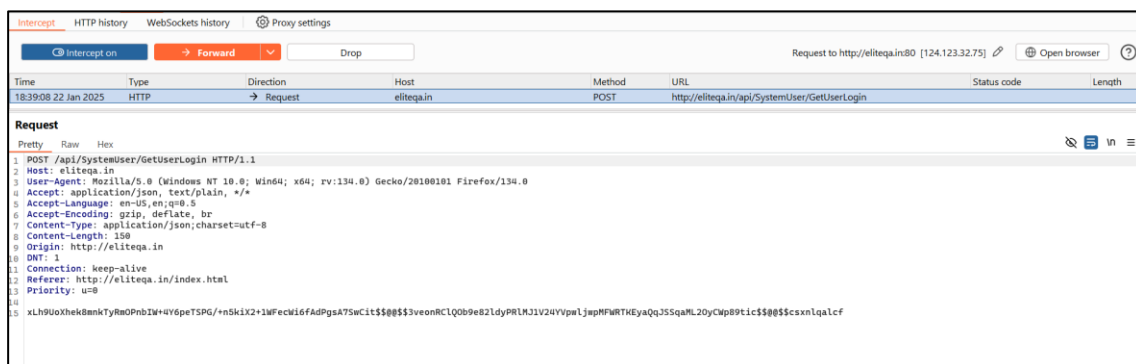 Intercept HTTP history WebSockets history Proxy settings
Intercept on Forward Drop Request to http://eliteqa.in:80 [124.123.32.75] Open browser
Time Type Direction Host Method URL Status code Length
18:39:08 22 Jan 2025 HTTP → Request eliteqa.in POST http://eliteqa.in/api/SystemUser/GetUserLogin
Request
Pretty Raw Hex
1 POST /api/SystemUser/GetUserLogin HTTP/1.1
2 Host: eliteqa.in
3 User-Agent: Mozilla/5.0 (Windows NT 10.0; Win64; x64; rv:134.0) Gecko/20100101 Firefox/134.0
4 Accept: application/json, text/plain, */*
5 Accept-Language: en-US,en;q=0.5
6 Accept-Encoding: gzip, deflate, br
7 Content-Type: application/json;charset=utf-8
8 Content-Length: 150
9 Origin: http://eliteqa.in
10 DNT: 1
11 Connection: keep-alive
12 Referer: http://eliteqa.in/index.html
13 Priority: u=0
14
15 xLh9UoXhek8mnkTyRmOPnbIW+4Y6peTSPG/+n5kiX2+1WFecWi6fAdPgsA7SwCit$$@@$$3veonRClQOb9e82ldyPRlMJ1V24YVpwljwpMFWRTKEyaQqJSSqaML2OyCWp89tic$$@@$$csxnlqalcf